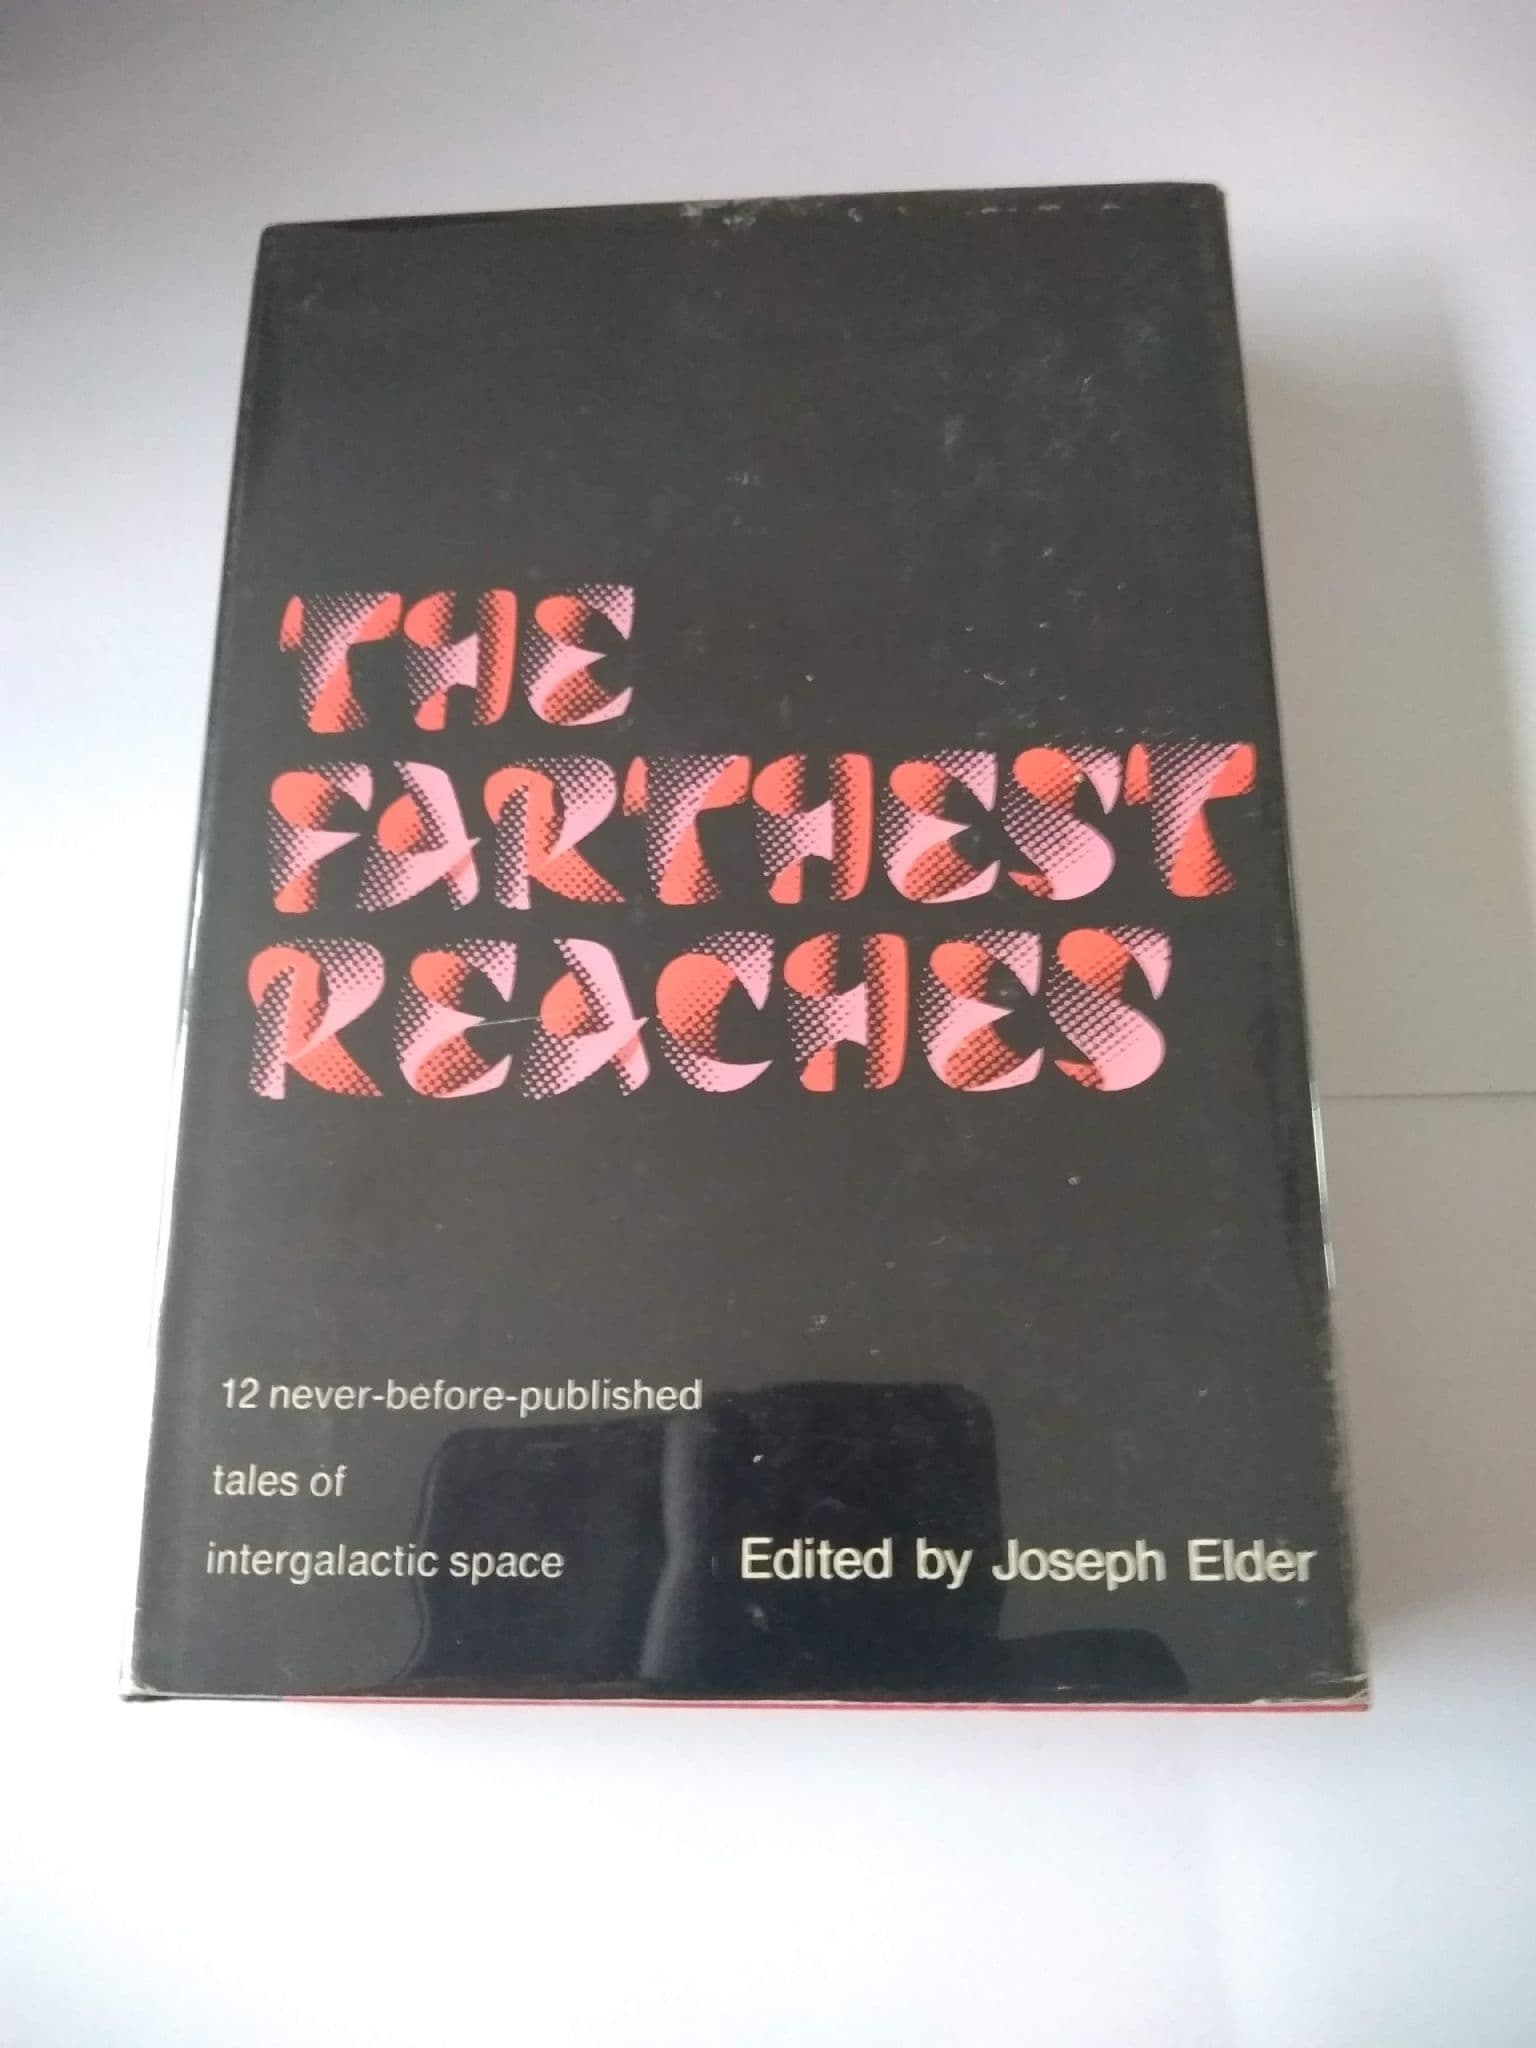 THE
FARTHEST
REACHES
12 never-before-published
tales of
intergalactic space
Edited by Joseph Elder